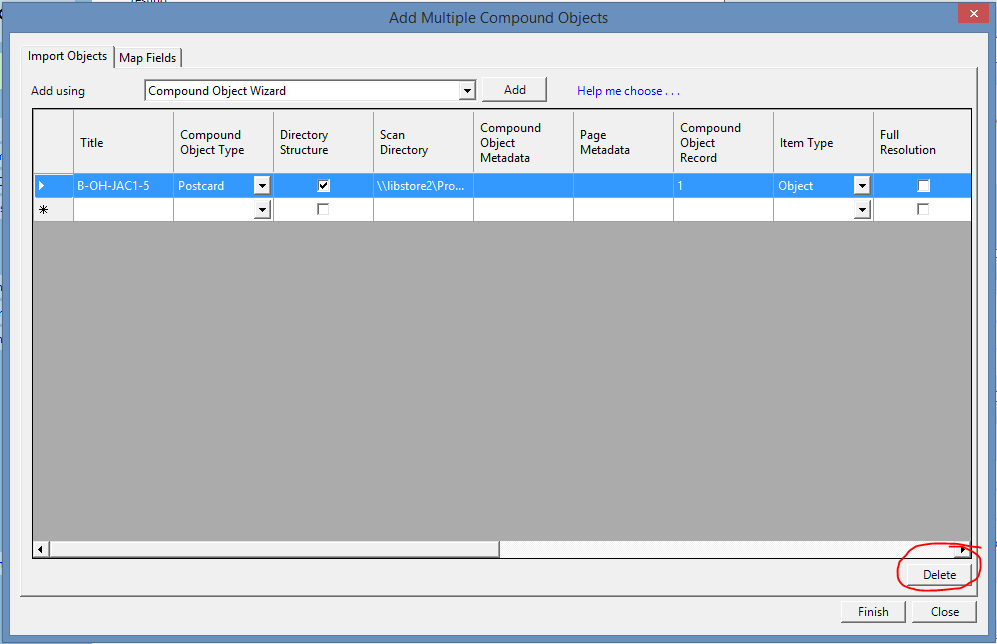 Add Multiple Compound Objects
Import Objects
Map Fields
Add using
Compound Object Wizard
Add
Help me choose . . .
Title
Compound
Object Type
Directory
Structure
Scan
Directory
Compound
Object
Metadata
Page
Metadata
Compound
Object
Record
Item Type
Full
Resolution
B-OH-JAC1-5
Postcard
\\libstore2\Pro...
1
Object
Delete
Finish
Close